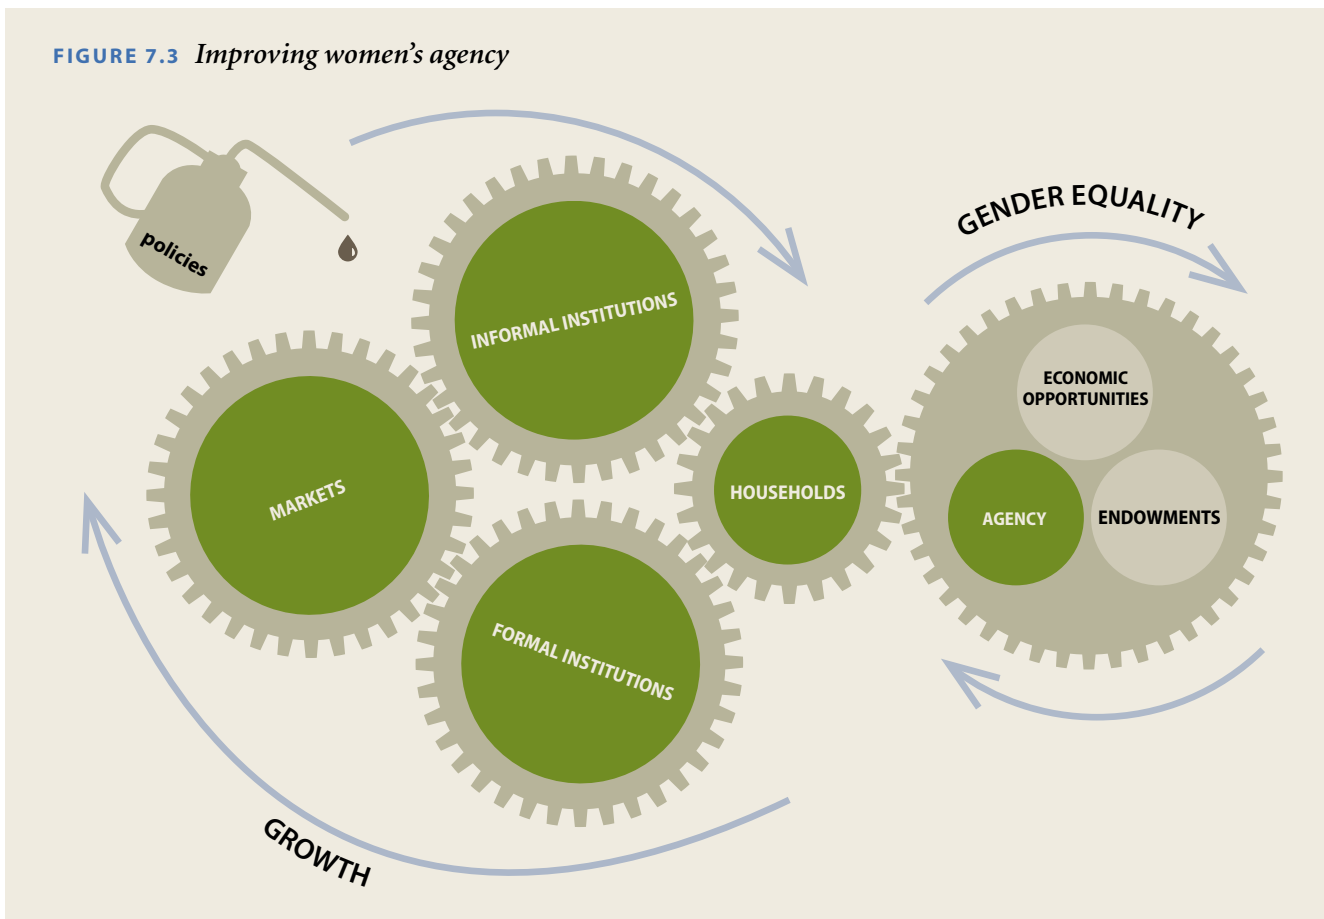 FIGURE 7.3 Improving women’s agency
policies
GENDER EQUALITY
INFORMAL INSTITUTIONS
ECONOMIC
OPPORTUNITIES
MARKETS
HOUSEHOLDS
AGENCY
ENDOWMENTS
FORMAL INSTITUTIONS
GROWTH